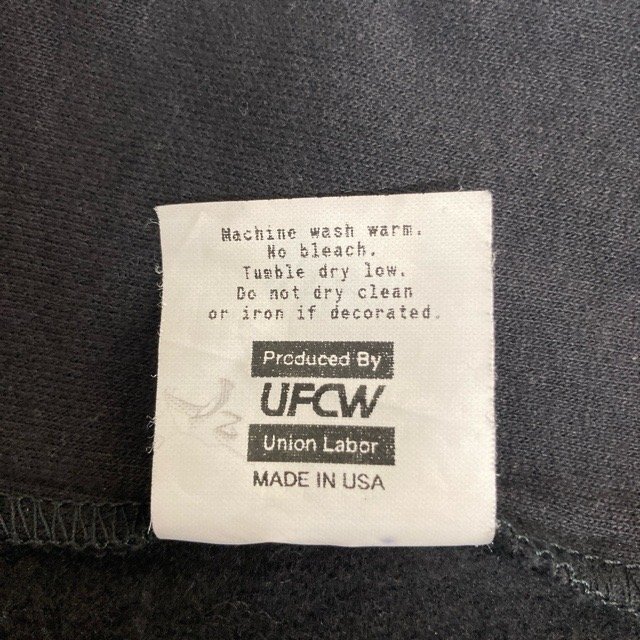 Machine wash warm.
No bleach.
Tumble dry low.
Do not dry clean
or iron if decorated.
Produced By
UFCW
Union Labor
MADE IN USA